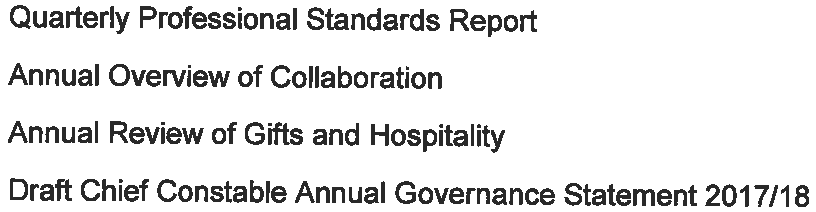 Quarterly Professional Standards Report
Annual Overview of Collaboration
Annual Review of Gifts and Hospitality
Draft Chief Constable Annual Governance Statement 2017/18